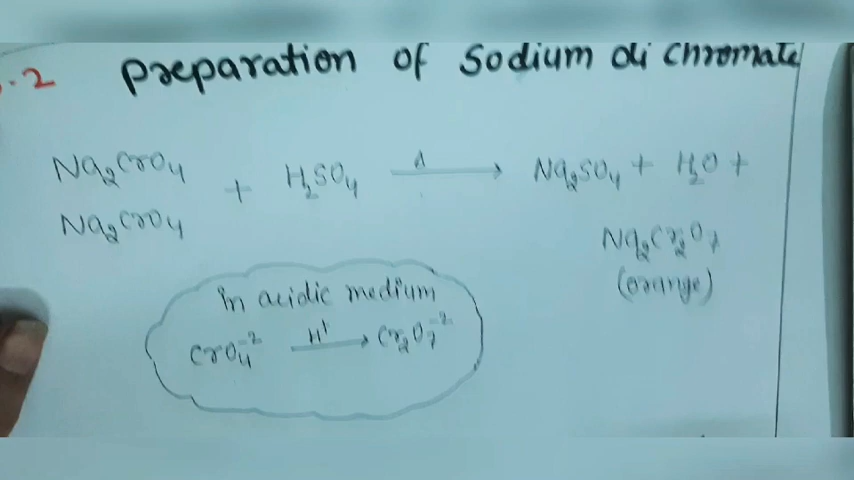 .2 Preparation of Sodium di chromate
Na2CrO4 + H2SO4 Δ → Na2SO4 + H2O +
Na2CrO4
Na2Cr2O7
(orange)
in acidic medium
CrO4-2 H+ → Cr2O7-2